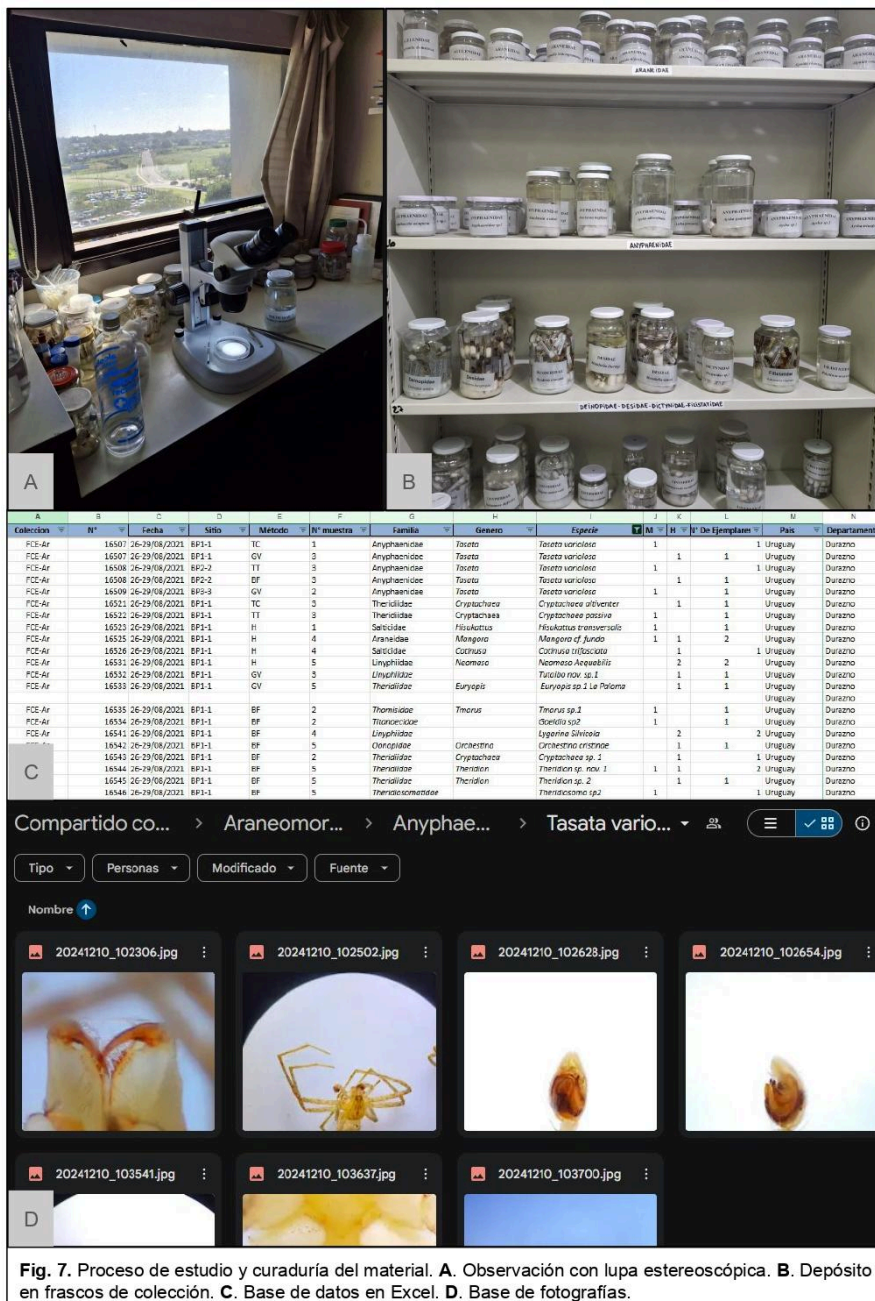 A
B
ARANEIDAE
ANYPHAENIDAE
27
DEINOPIDAE-DESIDAE-DICTYNIDAE-FILISTATIDAE
A B C D E F G H I J K L M N
Coleccion N° Fecha Sitio Método N° muestra Familia Genero Especie M H N° De Ejemplares Pais Departament
FCE-Ar 16507 26-29/08/2021 BP1-1 TC 1 Anyphaenidae Tasata Tasata variolosa 1 1 Uruguay Durazno
FCE-Ar 16507 26-29/08/2021 BP1-1 GV 3 Anyphaenidae Tasata Tasata variolosa 1 1 Uruguay Durazno
FCE-Ar 16508 26-29/08/2021 BP2-2 TT 3 Anyphaenidae Tasata Tasata variolosa 1 1 Uruguay Durazno
FCE-Ar 16508 26-29/08/2021 BP2-2 BF 3 Anyphaenidae Tasata Tasata variolosa 1 1 Uruguay Durazno
FCE-Ar 16509 26-29/08/2021 BP3-3 GV 2 Anyphaenidae Tasata Tasata variolosa 1 1 Uruguay Durazno
FCE-Ar 16521 26-29/08/2021 BP1-1 TC 3 Theridiidae Cryptachaea Cryptachaea altiventer 1 1 Uruguay Durazno
FCE-Ar 16522 26-29/08/2021 BP1-1 TT 3 Theridiidae Cryptachaea Cryptachaea passiva 1 1 Uruguay Durazno
FCE-Ar 16523 26-29/08/2021 BP1-1 H 1 Salticidae Hisukattus Hisukattus transversalis 1 1 Uruguay Durazno
FCE-Ar 16525 26-29/08/2021 BP1-1 H 4 Araneidae Mangora Mangora cf. fundo 1 1 2 Uruguay Durazno
FCE-Ar 16526 26-29/08/2021 BP1-1 H 4 Salticidae Cotinusa Cotinusa trifasciata 1 1 Uruguay Durazno
FCE-Ar 16531 26-29/08/2021 BP1-1 H 5 Linyphiidae Neomaso Neomaso Aequabilis 2 2 Uruguay Durazno
FCE-Ar 16532 26-29/08/2021 BP1-1 GV 3 Linyphiidae Tutaibo nov. sp.1 1 1 Uruguay Durazno
FCE-Ar 16533 26-29/08/2021 BP1-1 GV 5 Theridiidae Euryopis Euryopis sp.1 La Paloma 1 1 Uruguay Durazno
Uruguay Durazno
FCE-Ar 16535 26-29/08/2021 BP1-1 BF 2 Thomisidae Tmarus Tmarus sp.1 1 1 Uruguay Durazno
FCE-Ar 16534 26-29/08/2021 BP1-1 BF 2 Titanoecidae Goeldia sp2 1 1 Uruguay Durazno
FCE-Ar 16541 26-29/08/2021 BP1-1 BF 4 Linyphiidae Lygarina Silvicola 2 2 Uruguay Durazno
16542 26-29/08/2021 BP1-1 BF 5 Oonopidae Orchestina Orchestina cristinae 1 1 Uruguay Durazno
16543 26-29/08/2021 BP1-1 BF 2 Theridiidae Cryptachaea sp. 1 1 1 Uruguay Durazno
16544 26-29/08/2021 BP1-1 BF 5 Theridiidae Theridion Theridion sp. nov. 1 1 1 2 Uruguay Durazno
16545 26-29/08/2021 BP1-1 BF 5 Theridiidae Theridion Theridion sp. 2 1 1 Uruguay Durazno
16546 26-29/08/2021 BP1-1 BF 5 Theridiosomatidae Theridiosoma sp2 1 1 Uruguay Durazno
C
Compartido co... > Araneomor... > Anyphae... > Tasata vario...
Tipo Personas Modificado Fuente
Nombre
20241210_102306.jpg 20241210_102502.jpg 20241210_102628.jpg 20241210_102654.jpg
20241210_103541.jpg 20241210_103637.jpg 20241210_103700.jpg
D
Fig. 7. Proceso de estudio y curaduría del material. A. Observación con lupa estereoscópica. B. Depósito
en frascos de colección. C. Base de datos en Excel. D. Base de fotografías.